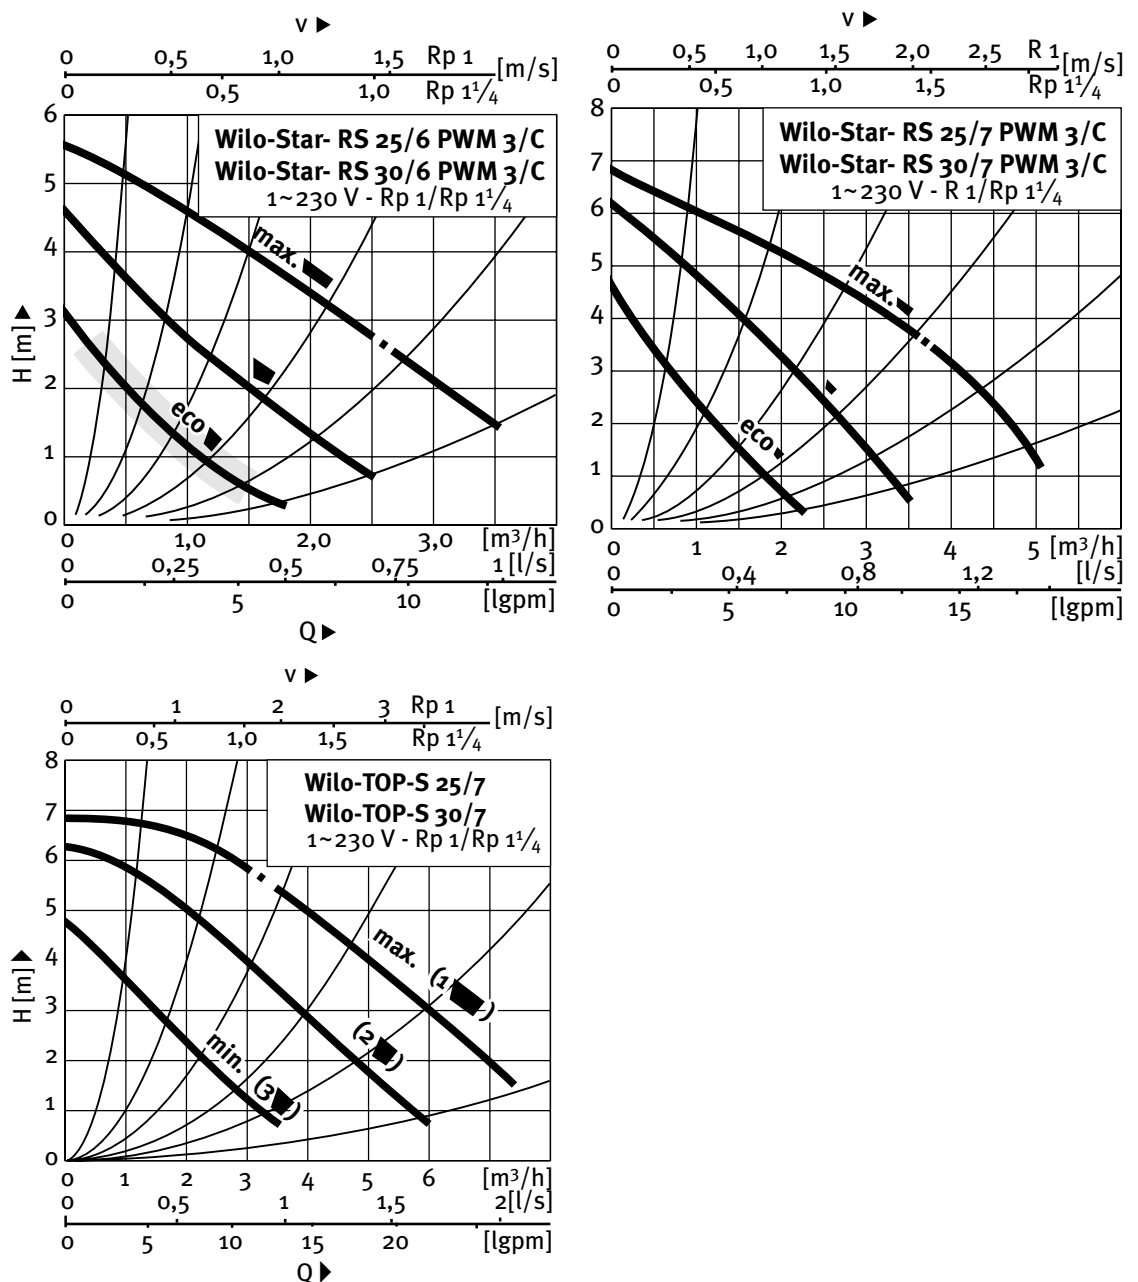 v ▶
0 0,5 1,0 1,5 Rp 1 [m/s]
0 0,5 1,0 Rp 1¼
6
5
4
3
2
1
0
H [m] ▶
Wilo-Star- RS 25/6 PWM 3/C
Wilo-Star- RS 30/6 PWM 3/C
1~230 V - Rp 1/Rp 1¼
max.
eco
0 1,0 2,0 3,0 [m³/h]
0 0,25 0,5 0,75 1 [l/s]
0 5 10 [lgpm]
Q ▶
v ▶
0 0,5 1,0 1,5 2,0 2,5 R 1 [m/s]
0 0,5 1,0 1,5 Rp 1¼
8
7
6
5
4
3
2
1
0
Wilo-Star- RS 25/7 PWM 3/C
Wilo-Star- RS 30/7 PWM 3/C
1~230 V - R 1/Rp 1¼
max.
eco
0 1 2 3 4 5 [m³/h]
0 0,4 0,8 1,2 [l/s]
0 5 10 15 [lgpm]
v ▶
0 1 2 3 Rp 1 [m/s]
0 0,5 1,0 1,5 Rp 1¼
8
7
6
5
4
3
2
1
0
H [m] ▶
Wilo-TOP-S 25/7
Wilo-TOP-S 30/7
1~230 V - Rp 1/Rp 1¼
max. (1)
(2)
min. (3)
0 1 2 3 4 5 6 [m³/h]
0 0,5 1 1,5 2 [l/s]
0 5 10 15 20 [lgpm]
Q ▶